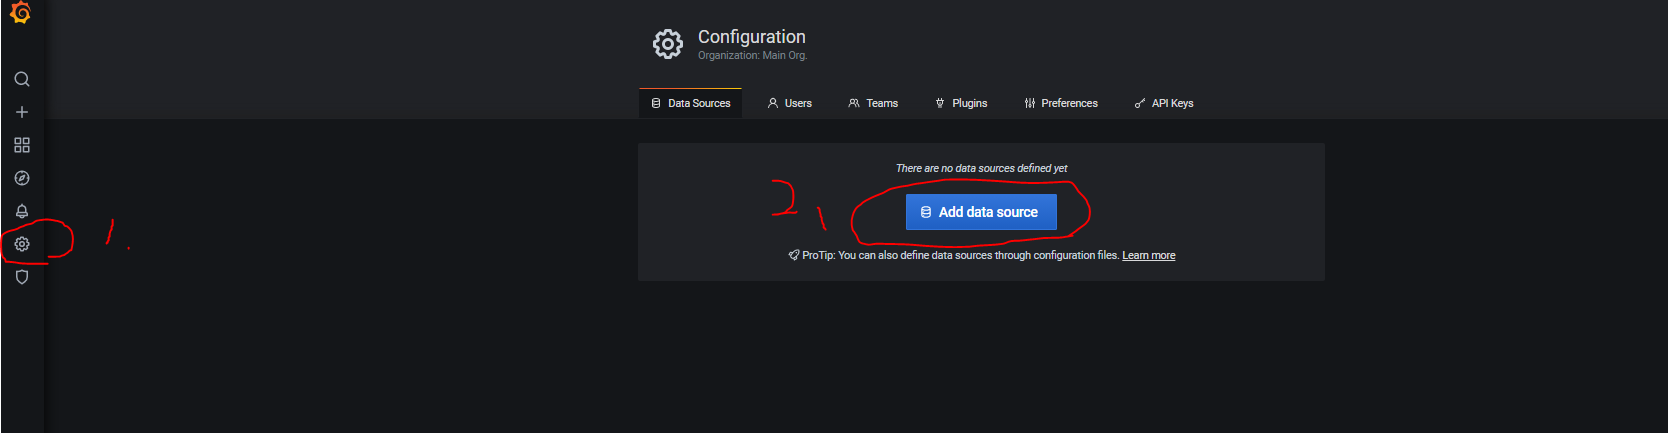 Configuration
Organization: Main Org.
Data Sources Users Teams Plugins Preferences API Keys
There are no data sources defined yet
2,
Add data source
1.
ProTip: You can also define data sources through configuration files. Learn more